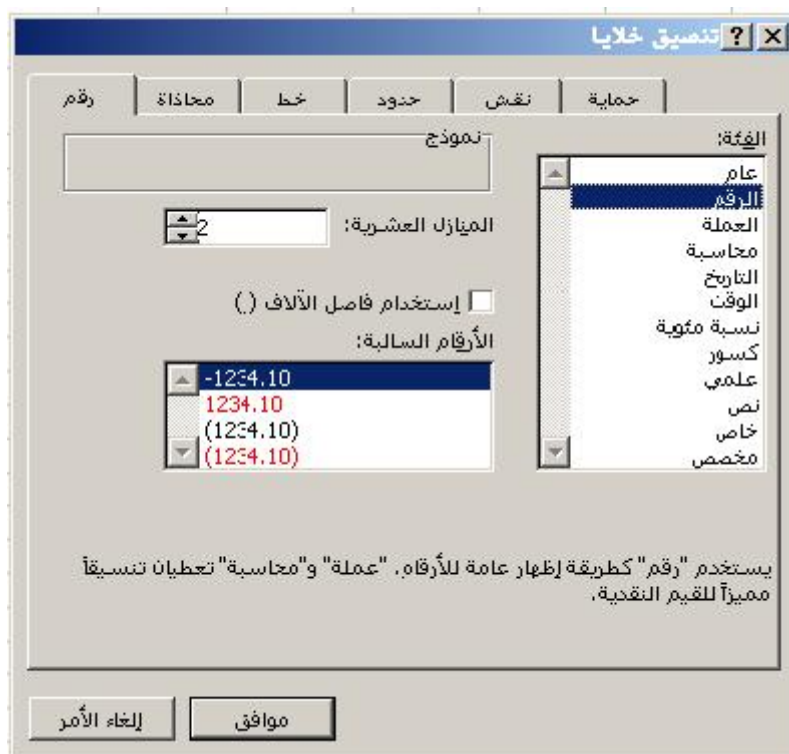 تنسيق خلايا
رقم
محاذاة
خط
حدود
نقش
حماية
الفئة:
عام
الرقم
العملة
محاسبة
التاريخ
الوقت
نسبة مئوية
كسور
علمي
نص
خاص
مخصص
نموذج
المنازل العشرية:
2
إستخدام فاصل الآلاف ()
الأرقام السالبة:
-1234.10
1234.10
(1234.10)
(1234.10)
يستخدم "رقم" كطريقة إظهار عامة للأرقام. "عملة" و"محاسبة" تعطيان تنسيقاً
مميزاً للقيم النقدية.
موافق
إلغاء الأمر